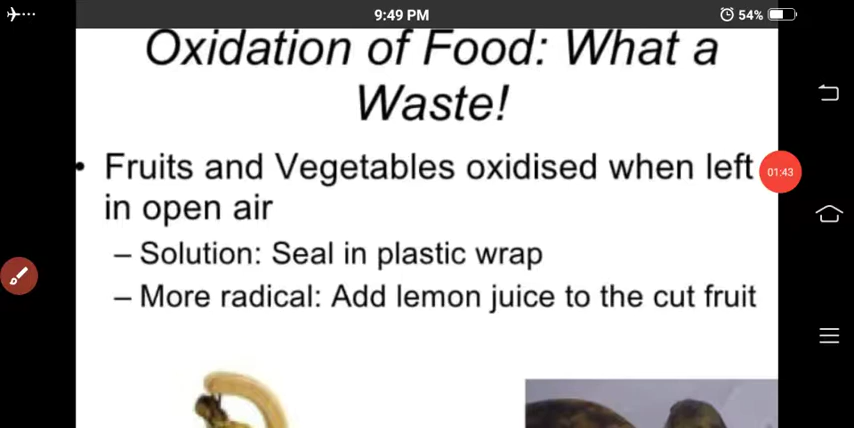 9:49 PM
54%
Oxidation of Food: What a
Waste!
• Fruits and Vegetables oxidised when left
in open air
– Solution: Seal in plastic wrap
– More radical: Add lemon juice to the cut fruit
01:43